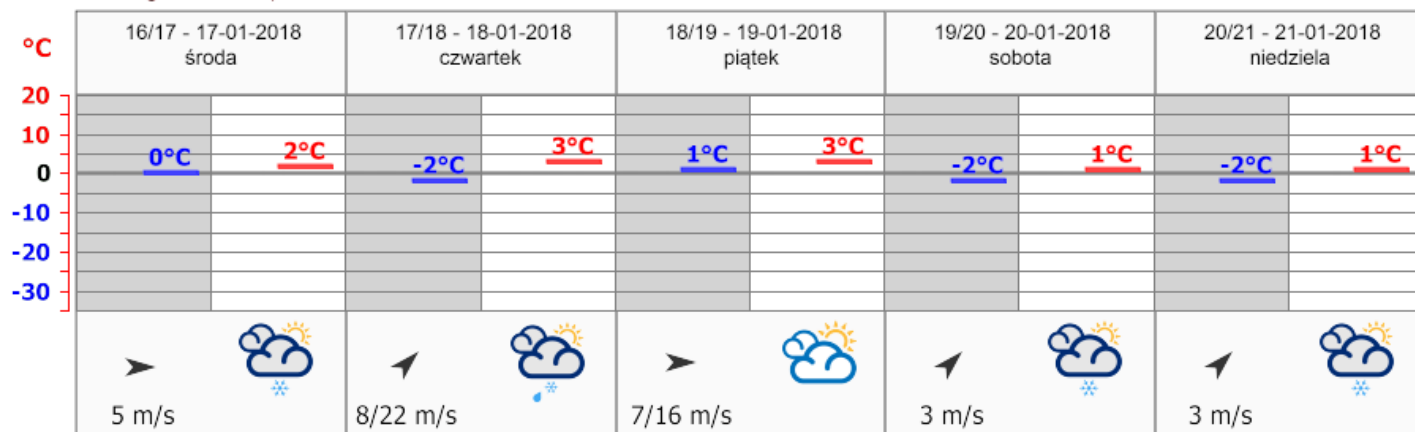 °C
16/17 - 17-01-2018
środa
17/18 - 18-01-2018
czwartek
18/19 - 19-01-2018
piątek
19/20 - 20-01-2018
sobota
20/21 - 21-01-2018
niedziela
20
10
0
-10
-20
-30
0°C 2°C -2°C 3°C 1°C 3°C -2°C 1°C -2°C 1°C
5 m/s 8/22 m/s 7/16 m/s 3 m/s 3 m/s